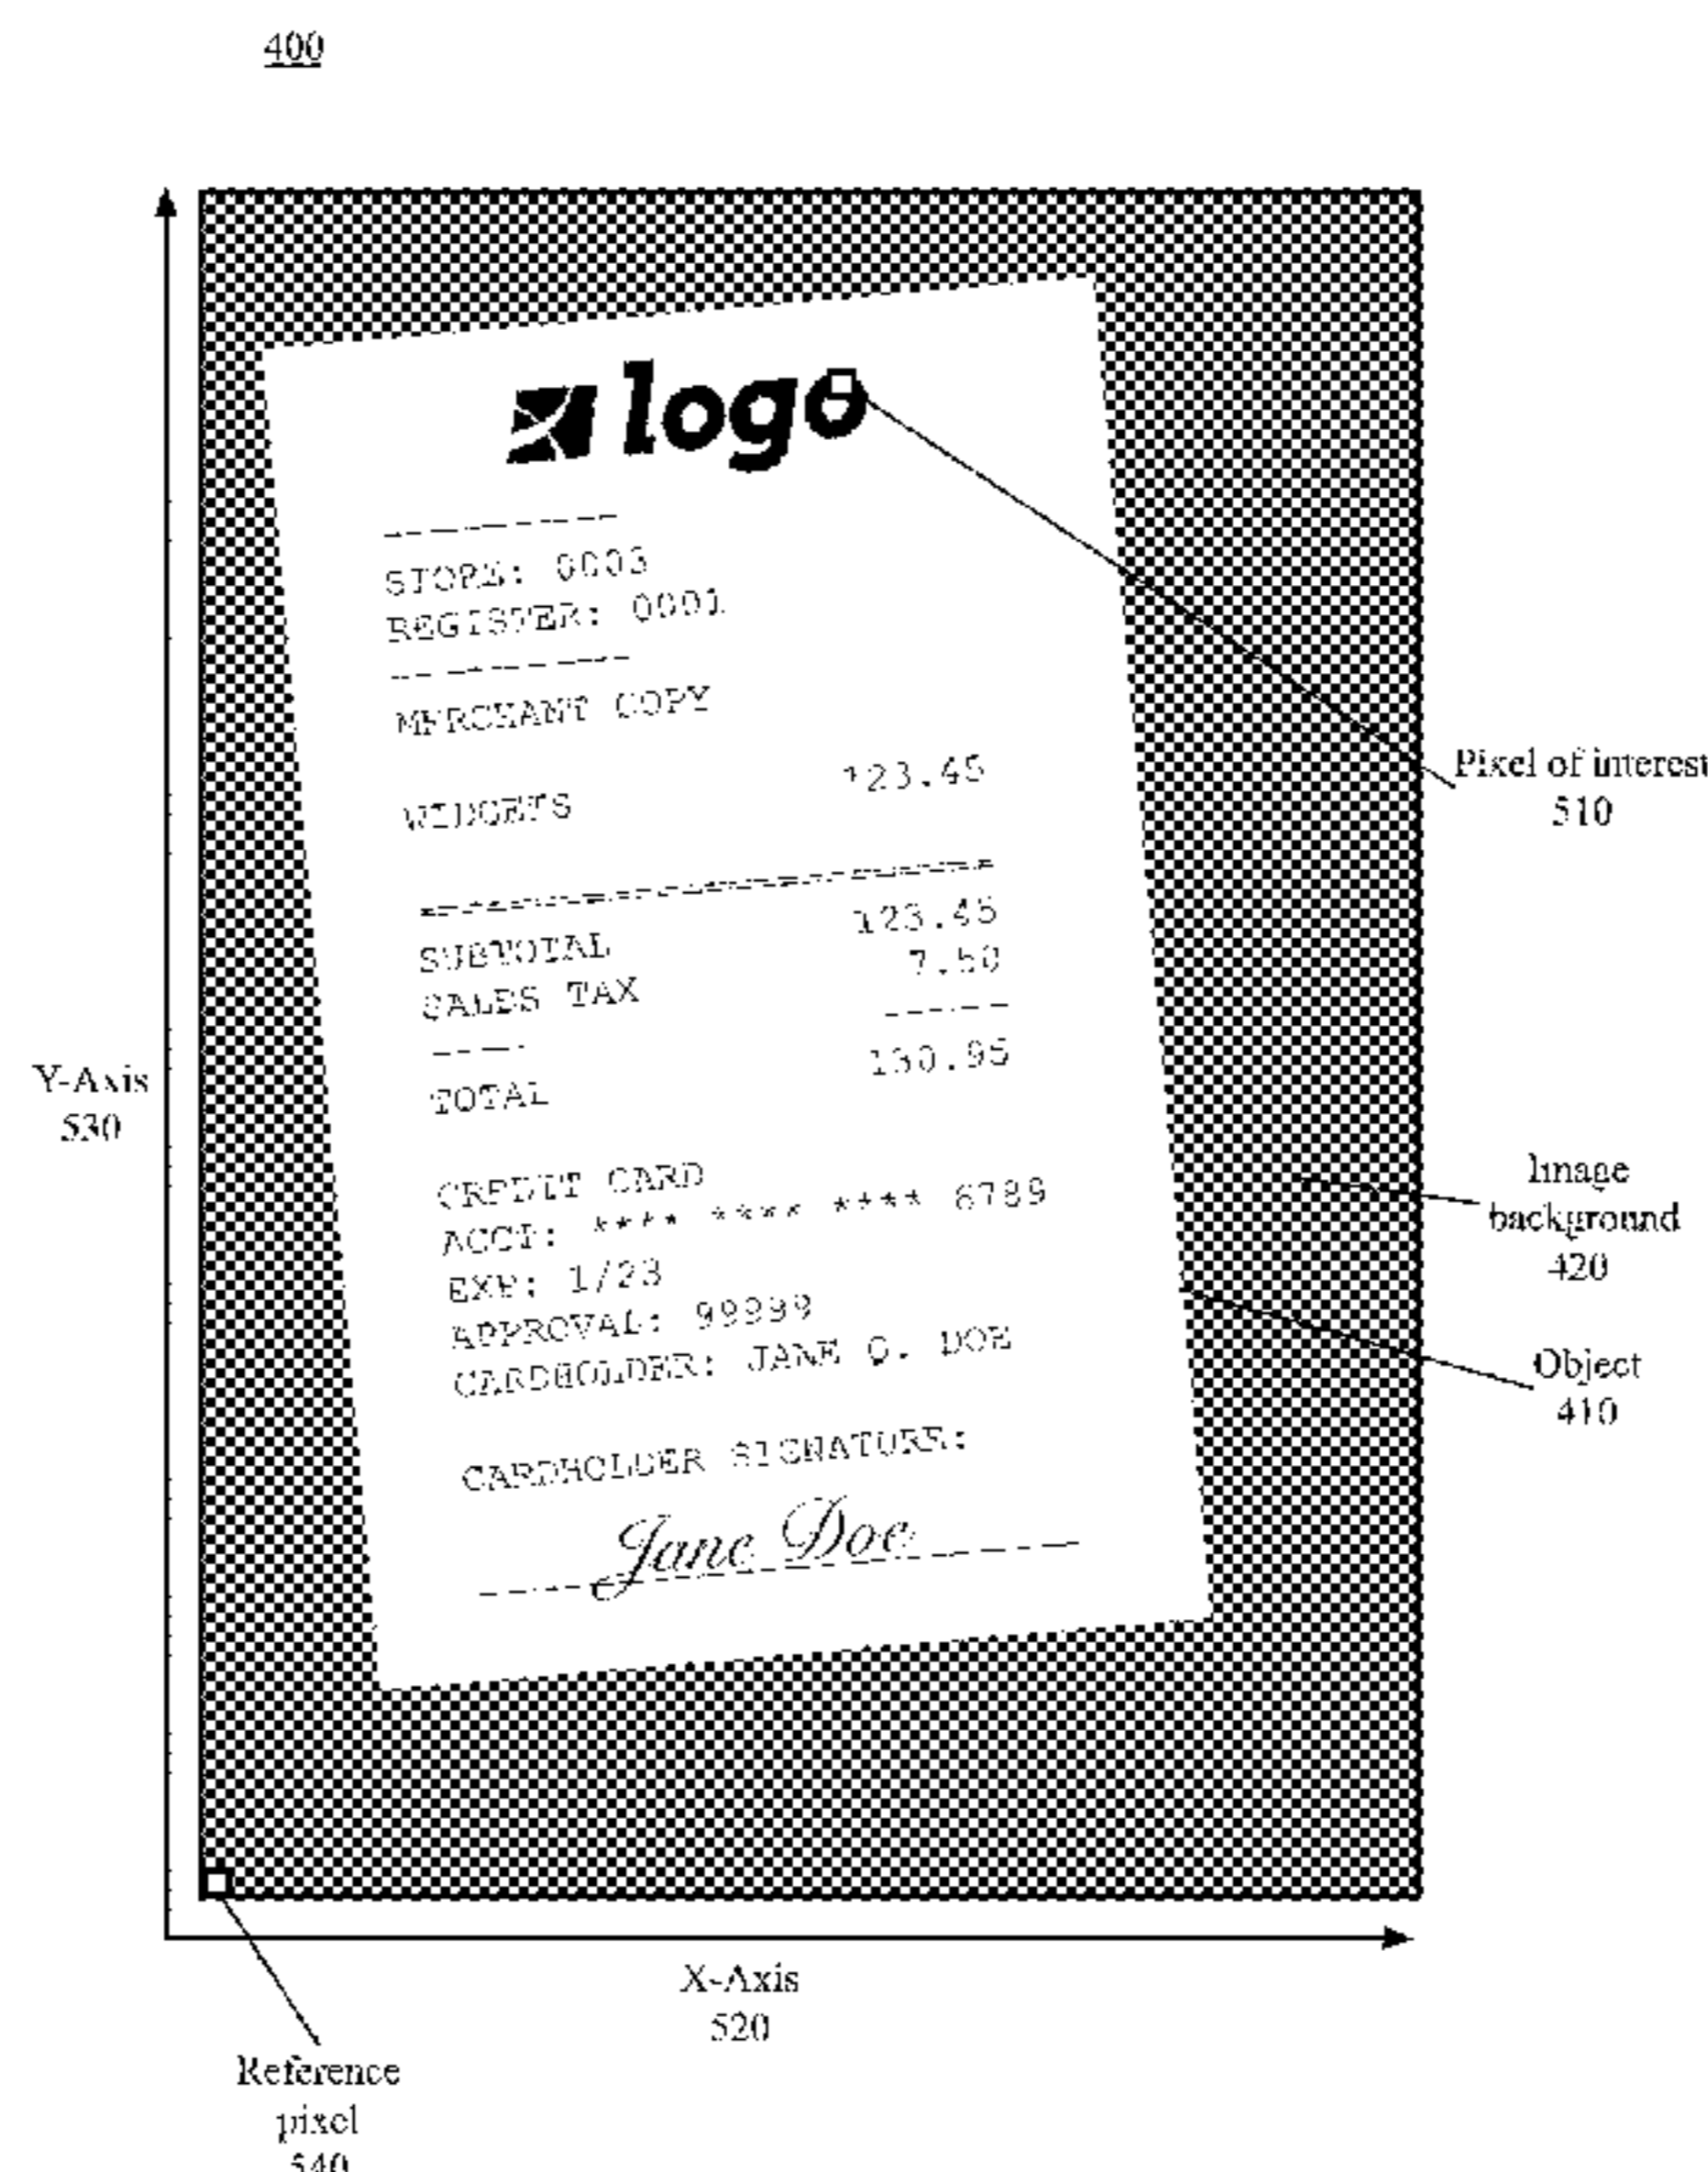 400
logo
STORE: 0003
REGISTER: 0001
MERCHANT COPY
WIDGETS 123.45
SUBTOTAL 123.45
SALES TAX 7.50
TOTAL 130.95
CREDIT CARD
ACCT: **** **** **** 6789
EXP: 1/23
APPROVAL: 99999
CARDHOLDER: JANE Q. DOE
CARDHOLDER SIGNATURE:
Jane Doe
Pixel of interest
510
Y-Axis
530
Image
background
420
Object
410
X-Axis
520
Reference
pixel
540